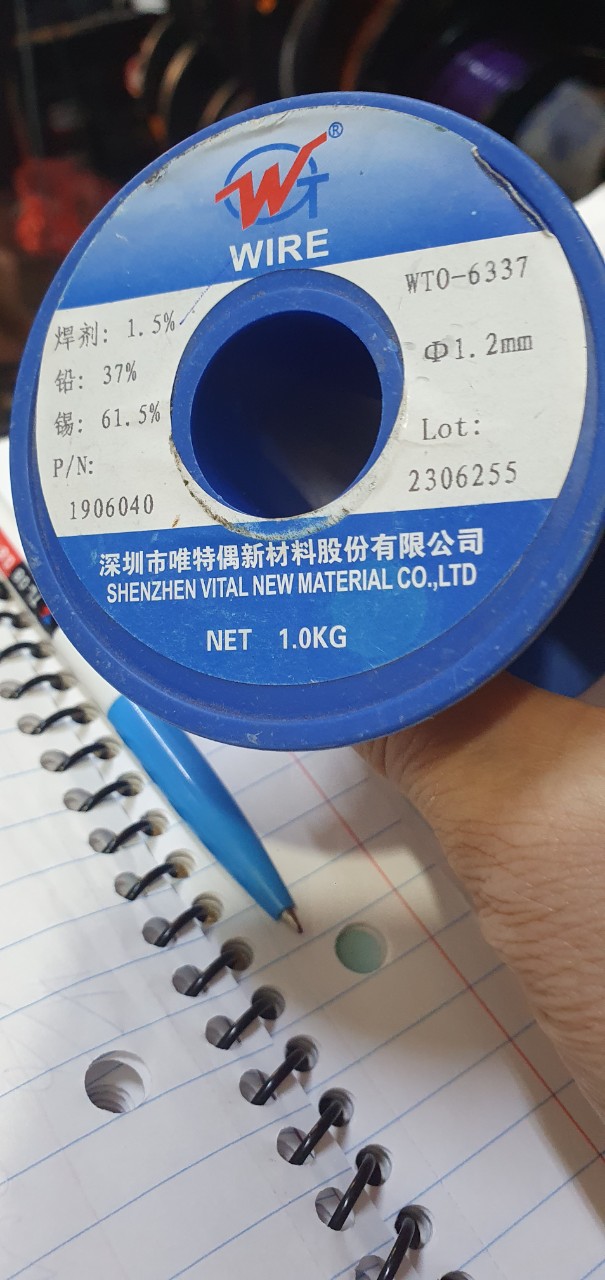 WT®
WIRE
焊剂: 1.5%
铅: 37%
锡: 61.5%
P/N:
1906040
WTO-6337
Φ1.2mm
Lot:
2306255
深圳市唯特偶新材料股份有限公司
SHENZHEN VITAL NEW MATERIAL CO.,LTD
NET 1.0KG